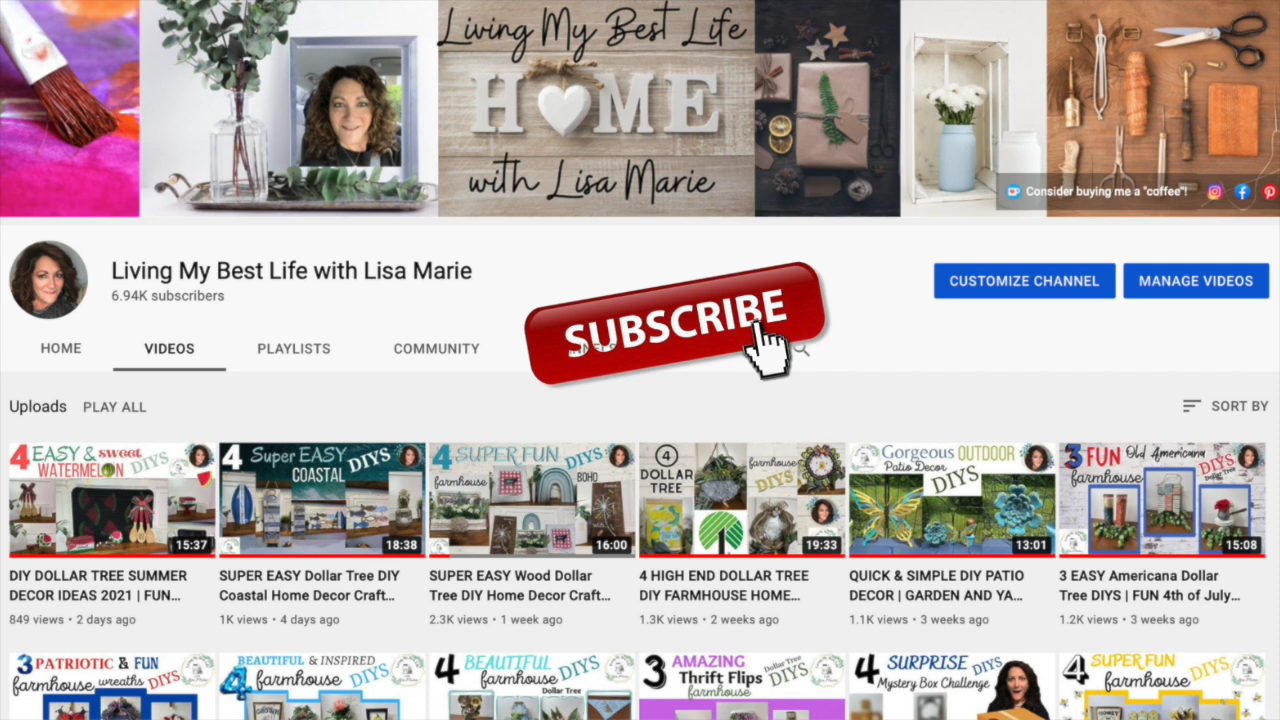 Living My Best Life
HOME
with Lisa Marie
Consider buying me a "coffee"!
Living My Best Life with Lisa Marie
6.94K subscribers
CUSTOMIZE CHANNEL
MANAGE VIDEOS
HOME
VIDEOS
PLAYLISTS
COMMUNITY
SUBSCRIBE
Uploads
PLAY ALL
SORT BY
4 EASY & sweet
WATERMELON DIYS
15:37
4 Super EASY
COASTAL DIYS
18:38
4 SUPER FUN DIYS
farmhouse
BOHO
16:00
4
DOLLAR
TREE
farmhouse
DIYS
19:33
Gorgeous OUTDOOR
Patio Decor
DIYS
13:01
3 FUN Old Americana
farmhouse DIYS
15:08
DIY DOLLAR TREE SUMMER
DECOR IDEAS 2021 | FUN...
849 views • 2 days ago
SUPER EASY Dollar Tree DIY
Coastal Home Decor Craft...
1K views • 4 days ago
SUPER EASY Wood Dollar
Tree DIY Home Decor Craft...
2.3K views • 1 week ago
4 HIGH END DOLLAR TREE
DIY FARMHOUSE HOME...
1.3K views • 2 weeks ago
QUICK & SIMPLE DIY PATIO
DECOR | GARDEN AND YA...
1.1K views • 3 weeks ago
3 EASY Americana Dollar
Tree DIYS | FUN 4th of July...
1.2K views • 3 weeks ago
3 PATRIOTIC & FUN
farmhouse wreaths DIYS
BEAUTIFUL & INSPIRED
4 farmhouse DIYS
4 BEAUTIFUL
farmhouse DIYS
Dollar Tree
3 AMAZING
Thrift Flips
farmhouse
Dollar Tree
DIYS
4 SURPRISE DIYS
Mystery Box Challenge
4 SUPER FUN
farmhouse DIYS